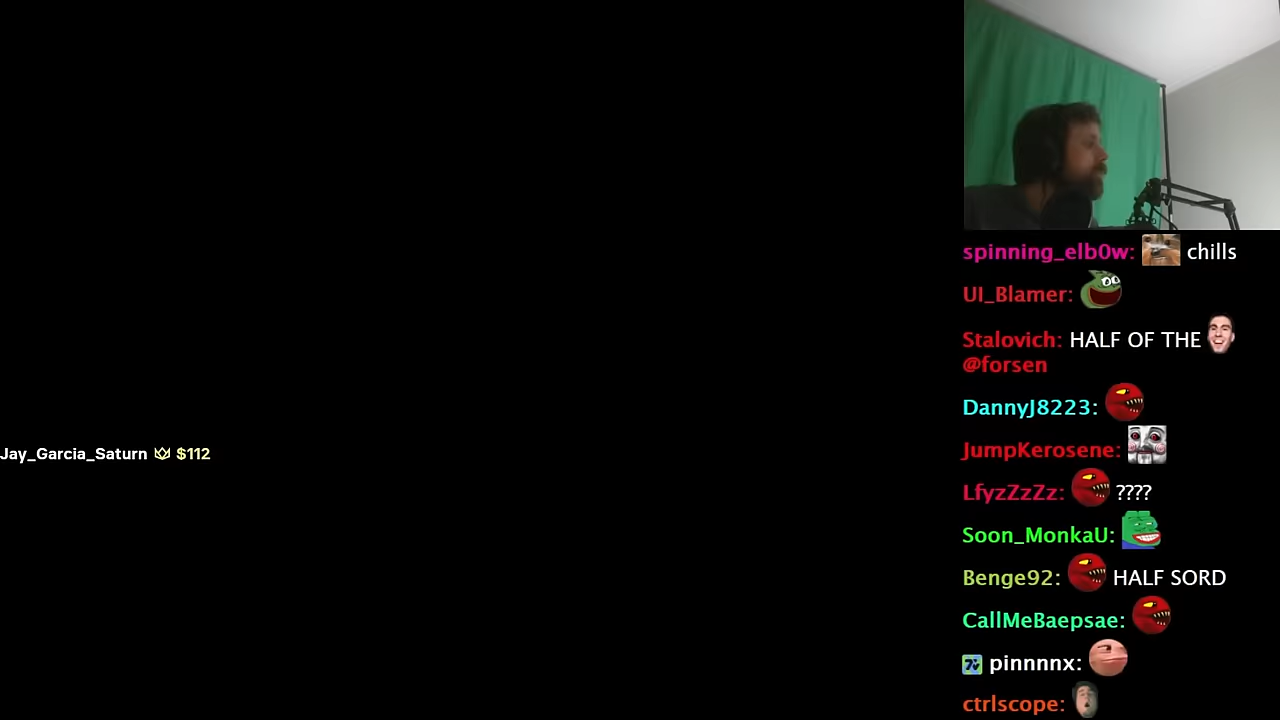 spinning_elb0w: chills
UI_Blamer:
Stalovich: HALF OF THE
@forsen
DannyJ8223:
Jay_Garcia_Saturn $112
JumpKerosene:
LfyzZzZz: ????
Soon_MonkaU:
Benge92: HALF SORD
CallMeBaepsae:
pinnnnx:
ctrlscope: